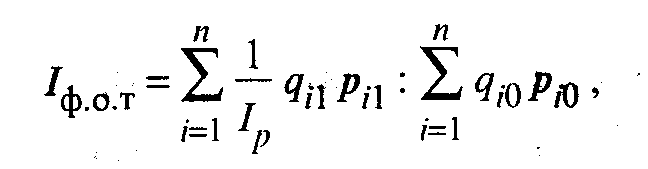 I_{ф.о.т} = \sum_{i=1}^{n} \frac{1}{I_p} q_{i1} p_{i1} : \sum_{i=1}^{n} q_{i0} p_{i0} ,